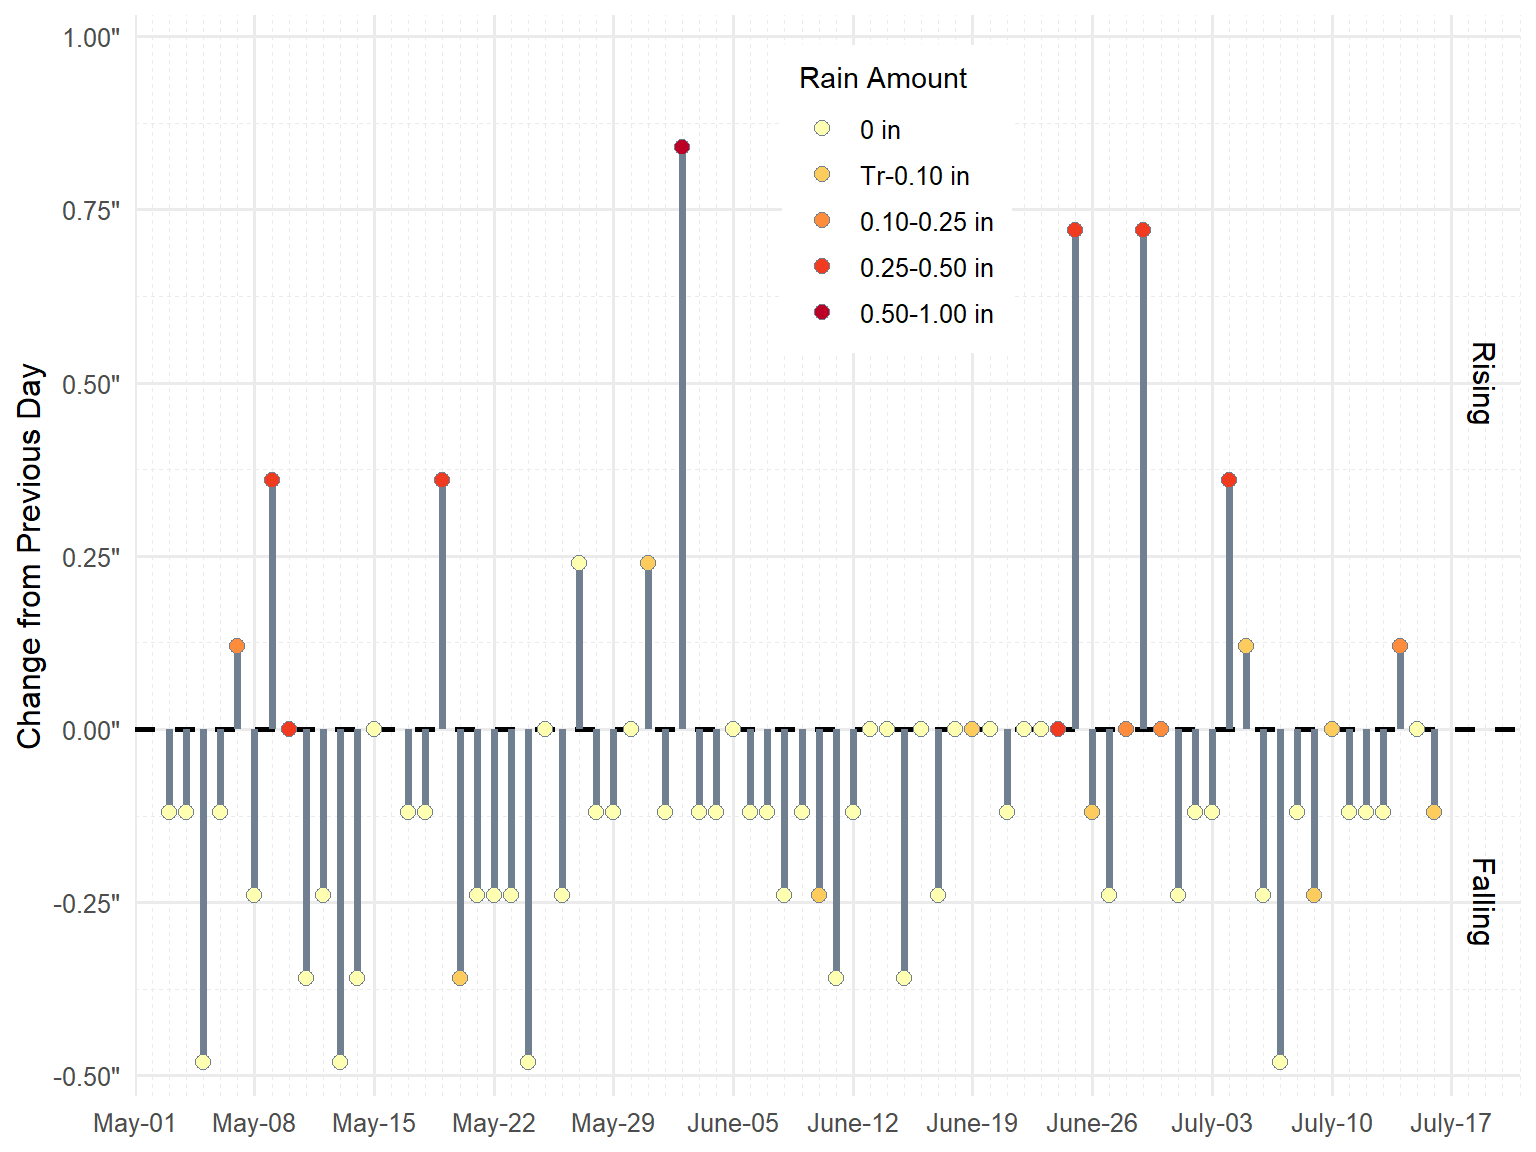 1.00"
0.75"
0.50"
0.25"
0.00"
-0.25"
-0.50"
Change from Previous Day
Rain Amount
0 in
Tr-0.10 in
0.10-0.25 in
0.25-0.50 in
0.50-1.00 in
Rising
Falling
May-01 May-08 May-15 May-22 May-29 June-05 June-12 June-19 June-26 July-03 July-10 July-17